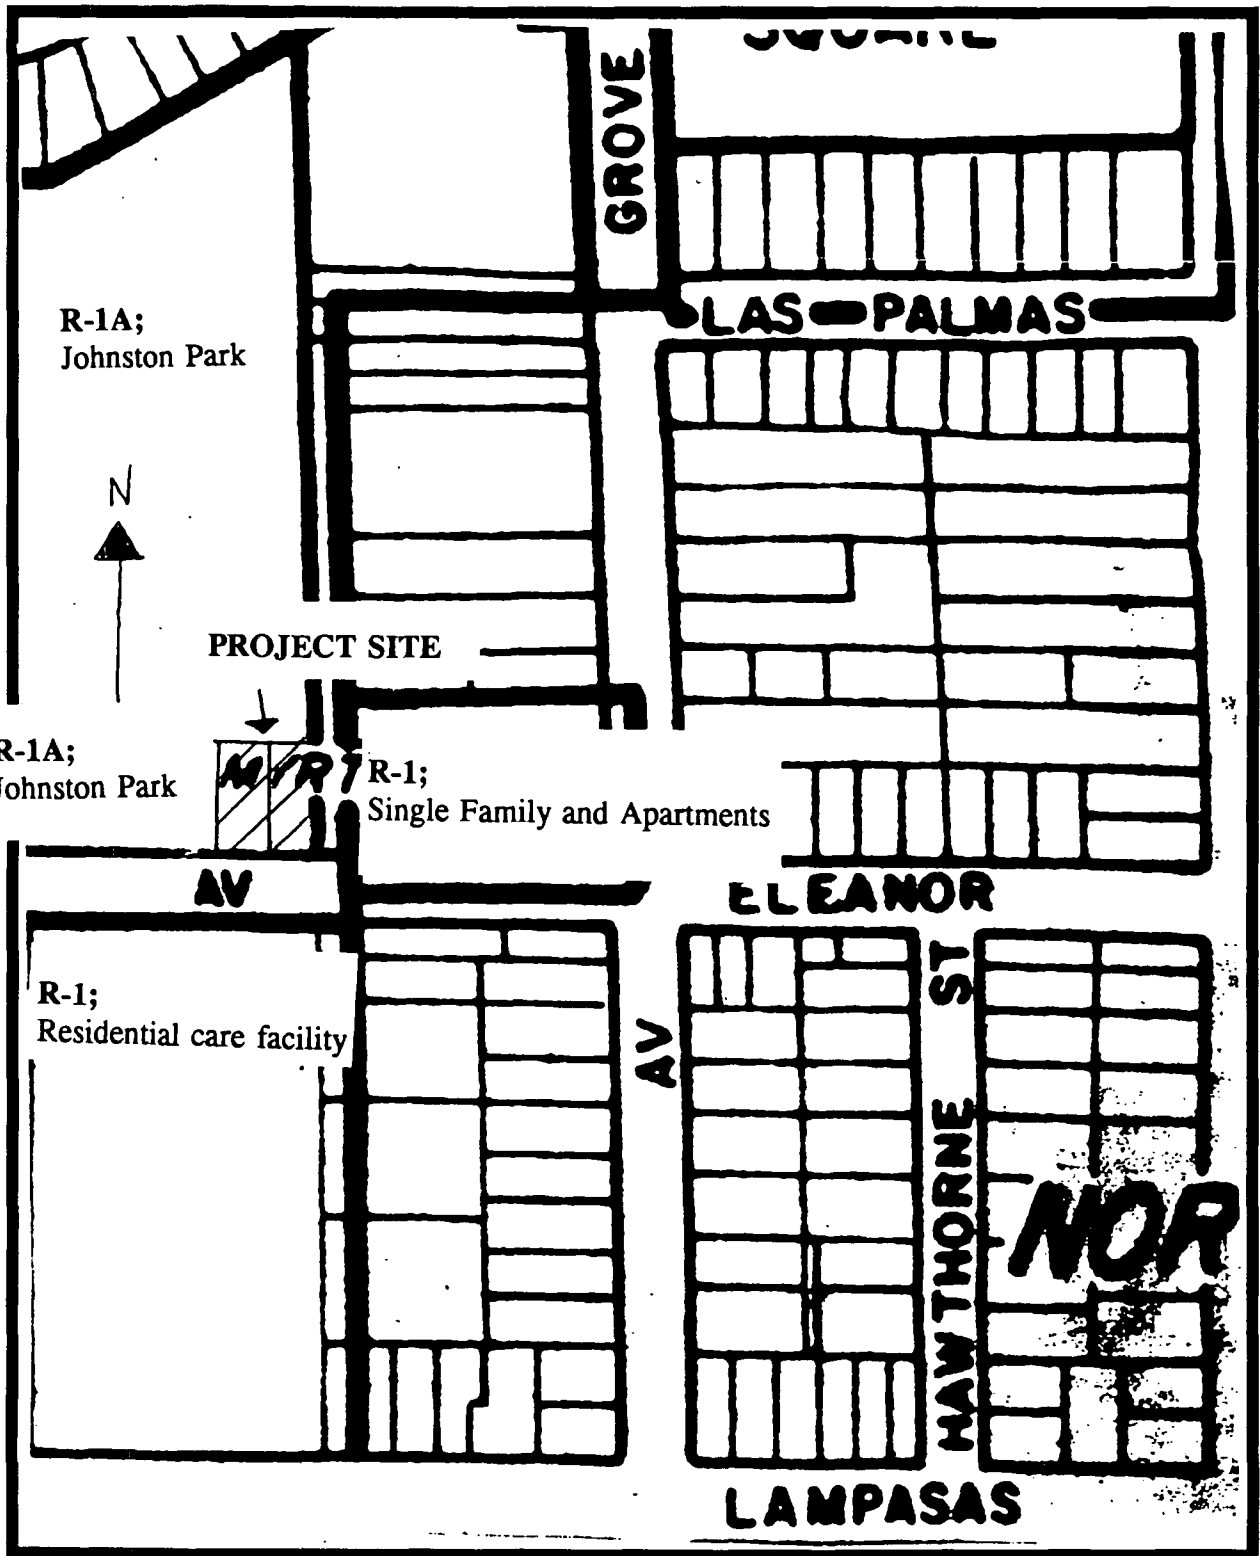 SQUARE
GROVE
LAS PALMAS
R-1A;
Johnston Park
N
PROJECT SITE
R-1A;
Johnston Park
R-1;
Single Family and Apartments
AV
ELEANOR
ST
R-1;
Residential care facility
AV
HAWTHORNE
NOR
LAMPASAS